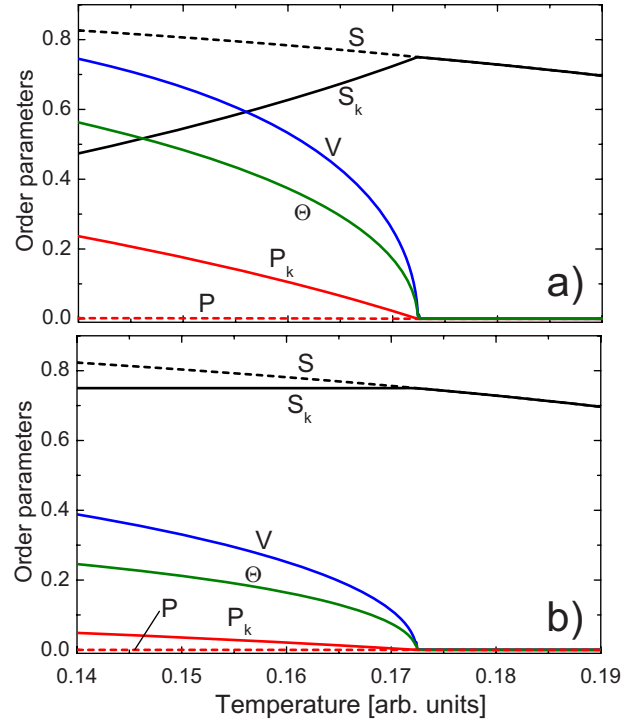 0.8
S
S_k
V
0.6
Order parameters
0.4
Θ
0.2
P_k
P
a)
0.0
0.8
S
S_k
0.6
Order parameters
0.4
V
Θ
0.2
P
P_k
b)
0.0
0.14 0.15 0.16 0.17 0.18 0.19
Temperature [arb. units]